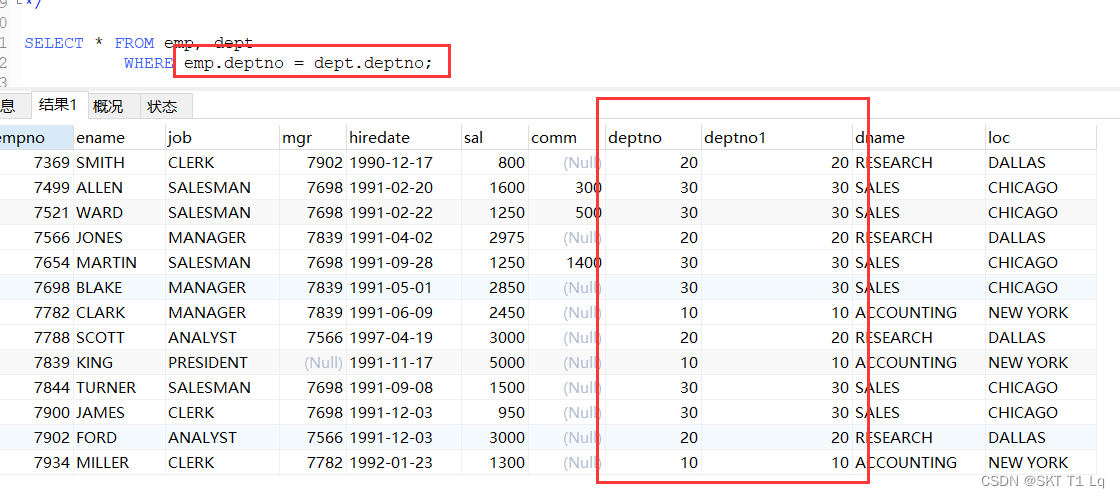 */
SELECT * FROM emp, dept
WHERE emp.deptno = dept.deptno;
息 结果1 概况 状态
empno ename job mgr hiredate sal comm deptno deptno1 dname loc
7369 SMITH CLERK 7902 1990-12-17 800 (Null) 20 20 RESEARCH DALLAS
7499 ALLEN SALESMAN 7698 1991-02-20 1600 300 30 30 SALES CHICAGO
7521 WARD SALESMAN 7698 1991-02-22 1250 500 30 30 SALES CHICAGO
7566 JONES MANAGER 7839 1991-04-02 2975 (Null) 20 20 RESEARCH DALLAS
7654 MARTIN SALESMAN 7698 1991-09-28 1250 1400 30 30 SALES CHICAGO
7698 BLAKE MANAGER 7839 1991-05-01 2850 (Null) 30 30 SALES CHICAGO
7782 CLARK MANAGER 7839 1991-06-09 2450 (Null) 10 10 ACCOUNTING NEW YORK
7788 SCOTT ANALYST 7566 1997-04-19 3000 (Null) 20 20 RESEARCH DALLAS
7839 KING PRESIDENT (Null) 1991-11-17 5000 (Null) 10 10 ACCOUNTING NEW YORK
7844 TURNER SALESMAN 7698 1991-09-08 1500 (Null) 30 30 SALES CHICAGO
7900 JAMES CLERK 7698 1991-12-03 950 (Null) 30 30 SALES CHICAGO
7902 FORD ANALYST 7566 1991-12-03 3000 (Null) 20 20 RESEARCH DALLAS
7934 MILLER CLERK 7782 1992-01-23 1300 (Null) 10 10 ACCOUNTING NEW YORK
CSDN @SKT T1 Lq